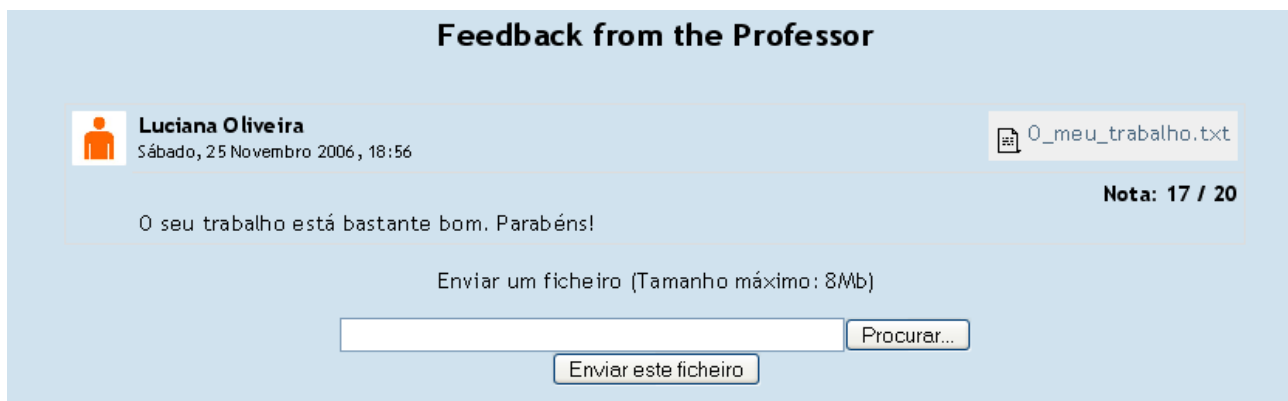 Feedback from the Professor
Luciana Oliveira
Sábado, 25 Novembro 2006, 18:56
O_meu_trabalho.txt
Nota: 17 / 20
O seu trabalho está bastante bom. Parabéns!
Enviar um ficheiro (Tamanho máximo: 8Mb)
Procurar...
Enviar este ficheiro